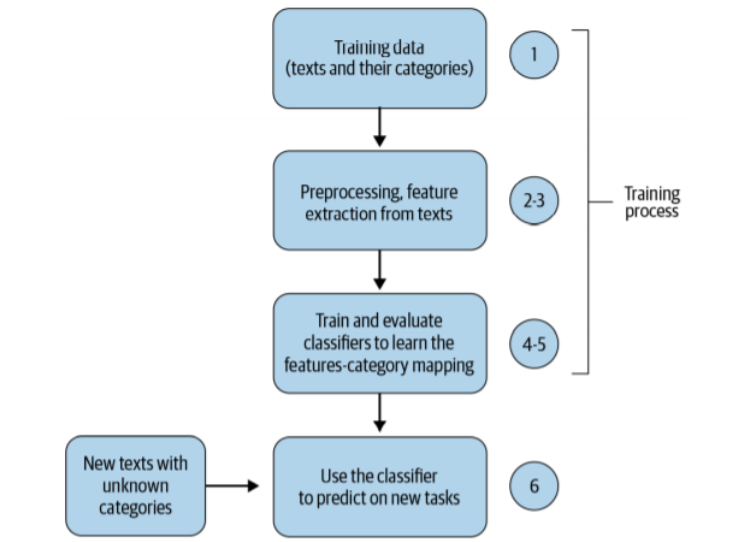 Training data
(texts and their categories)
1
Preprocessing, feature
extraction from texts
2-3
Training
process
Train and evaluate
classifiers to learn the
features-category mapping
4-5
New texts with
unknown
categories
Use the classifier
to predict on new tasks
6